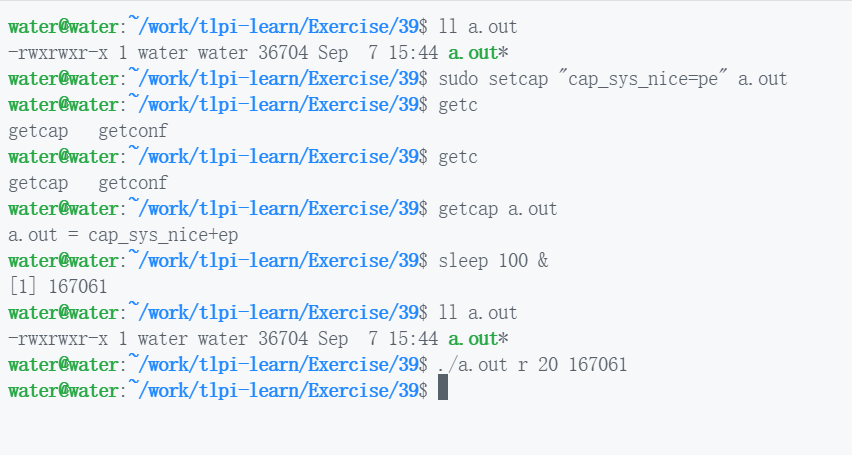 water@water:~/work/tlpi-learn/Exercise/39$ ll a.out
-rwxrwxr-x 1 water water 36704 Sep  7 15:44 a.out*
water@water:~/work/tlpi-learn/Exercise/39$ sudo setcap "cap_sys_nice=pe" a.out
water@water:~/work/tlpi-learn/Exercise/39$ getc
getcap   getconf
water@water:~/work/tlpi-learn/Exercise/39$ getc
getcap   getconf
water@water:~/work/tlpi-learn/Exercise/39$ getcap a.out
a.out = cap_sys_nice+ep
water@water:~/work/tlpi-learn/Exercise/39$ sleep 100 &
[1] 167061
water@water:~/work/tlpi-learn/Exercise/39$ ll a.out
-rwxrwxr-x 1 water water 36704 Sep  7 15:44 a.out*
water@water:~/work/tlpi-learn/Exercise/39$ ./a.out r 20 167061
water@water:~/work/tlpi-learn/Exercise/39$